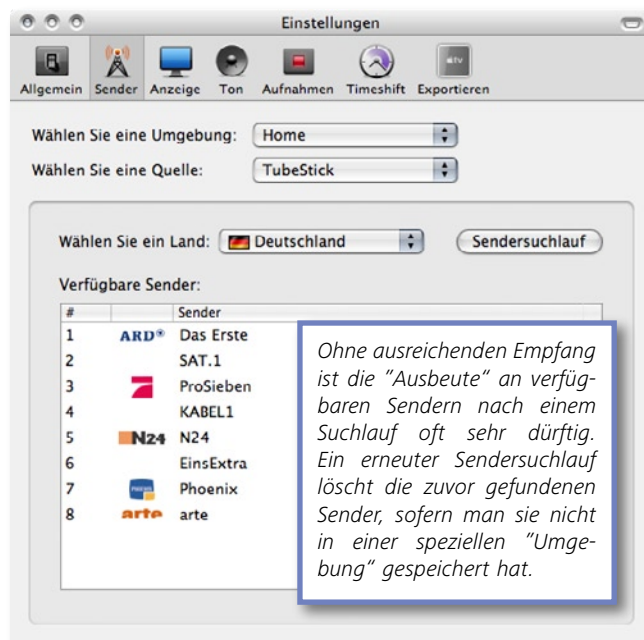 Einstellungen
Allgemein Sender Anzeige Ton Aufnahmen Timeshift Exportieren
Wählen Sie eine Umgebung: Home
Wählen Sie eine Quelle: TubeStick
Wählen Sie ein Land: Deutschland Sendersuchlauf
Verfügbare Sender:
# Sender
1 ARD Das Erste
2 SAT.1
3 ProSieben
4 KABEL1
5 N24 N24
6 EinsExtra
7 Phoenix
8 arte arte
Ohne ausreichenden Empfang
ist die "Ausbeute“ an verfüg-
baren Sendern nach einem
Suchlauf oft sehr dürftig.
Ein erneuter Sendersuchlauf
löscht die zuvor gefundenen
Sender, sofern man sie nicht
in einer speziellen "Umge-
bung“ gespeichert hat.